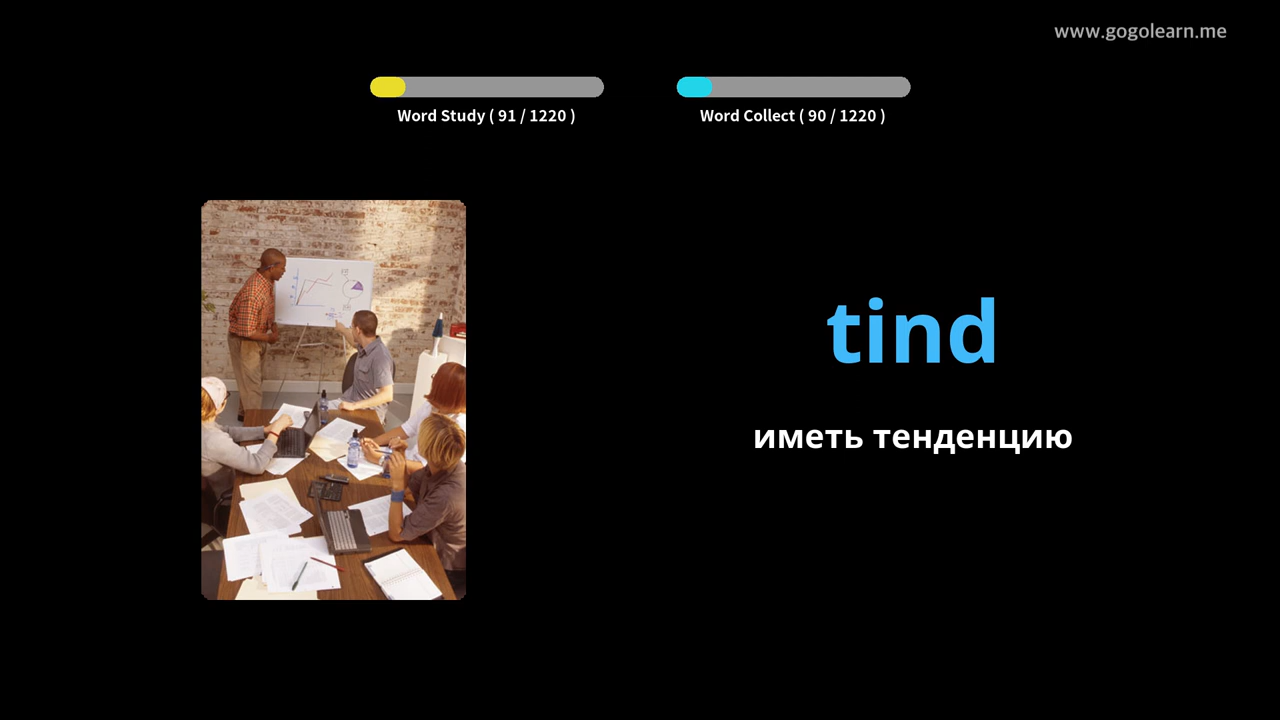 www.gogolearn.me
Word Study ( 91 / 1220 )
Word Collect ( 90 / 1220 )
tind
иметь тенденцию